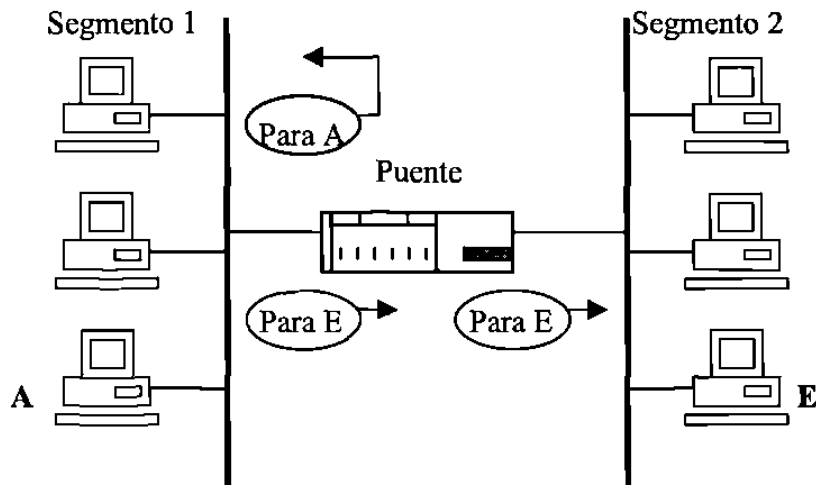 Segmento 1
Segmento 2
Para A
Puente
Para E
Para E
A
E